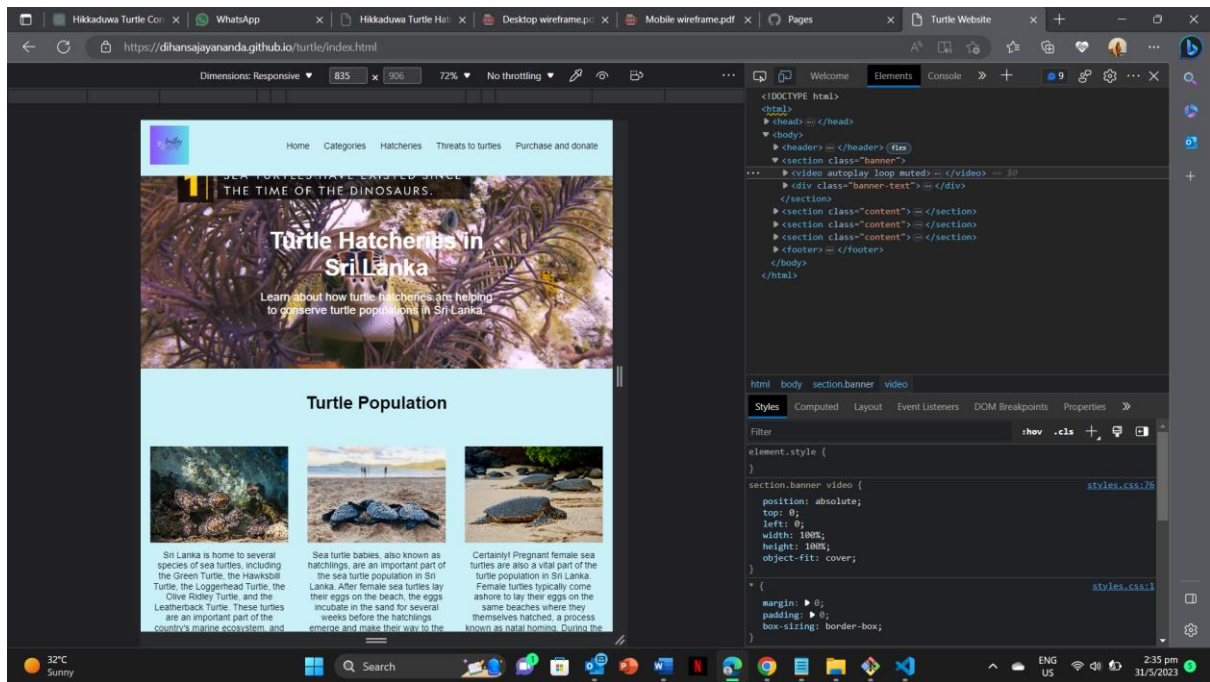 Hikkaduwa Turtle Con
WhatsApp
Hikkaduwa Turtle Hat
Desktop wireframe.p
Mobile wireframe.pdf
Pages
Turtle Website
https://dihansajayananda.github.io/turtle/index.html
Dimensions: Responsive
835
x
906
72%
No throttling
Welcome
Elements
Console
9
Home
Categories
Hatcheries
Threats to turtles
Purchase and donate
1
SEA TURTLES HAVE EXISTED SINCE
THE TIME OF THE DINOSAURS.
Turtle Hatcheries in
Sri Lanka
Learn about how turtle hatcheries are helping
to conserve turtle populations in Sri Lanka.
Turtle Population
Sri Lanka is home to several
species of sea turtles, including
the Green Turtle, the Hawksbill
Turtle, the Loggerhead Turtle, the
Olive Ridley Turtle, and the
Leatherback Turtle. These turtles
are an important part of the
country's marine ecosystem, and
Sea turtle babies, also known as
hatchlings, are an important part of
the sea turtle population in Sri
Lanka. After female sea turtles lay
their eggs on the beach, the eggs
incubate in the sand for several
weeks before the hatchlings
emerge and make their way to the
Certainly! Pregnant female sea
turtles are also a vital part of the
turtle population in Sri Lanka.
Female turtles typically come
ashore to lay their eggs on the
same beaches where they
themselves hatched, a process
known as natal homing. During the
<!DOCTYPE html>
<html>
<head> … </head>
<body>
<header> … </header> flex
<section class="banner">
<video autoplay loop muted> … </video> == $0
<div class="banner-text"> … </div>
</section>
<section class="content"> … </section>
<section class="content"> … </section>
<section class="content"> … </section>
<footer> … </footer>
</body>
</html>
html body section.banner video
Styles
Computed
Layout
Event Listeners
DOM Breakpoints
Properties
Filter
:hov .cls
element.style {
}
section.banner video {
styles.css:76
position: absolute;
top: 0;
left: 0;
width: 100%;
height: 100%;
object-fit: cover;
}
* {
styles.css:1
margin: 0;
padding: 0;
box-sizing: border-box;
}
32°C
Sunny
Search
ENG
US
2:35 pm
31/5/2023